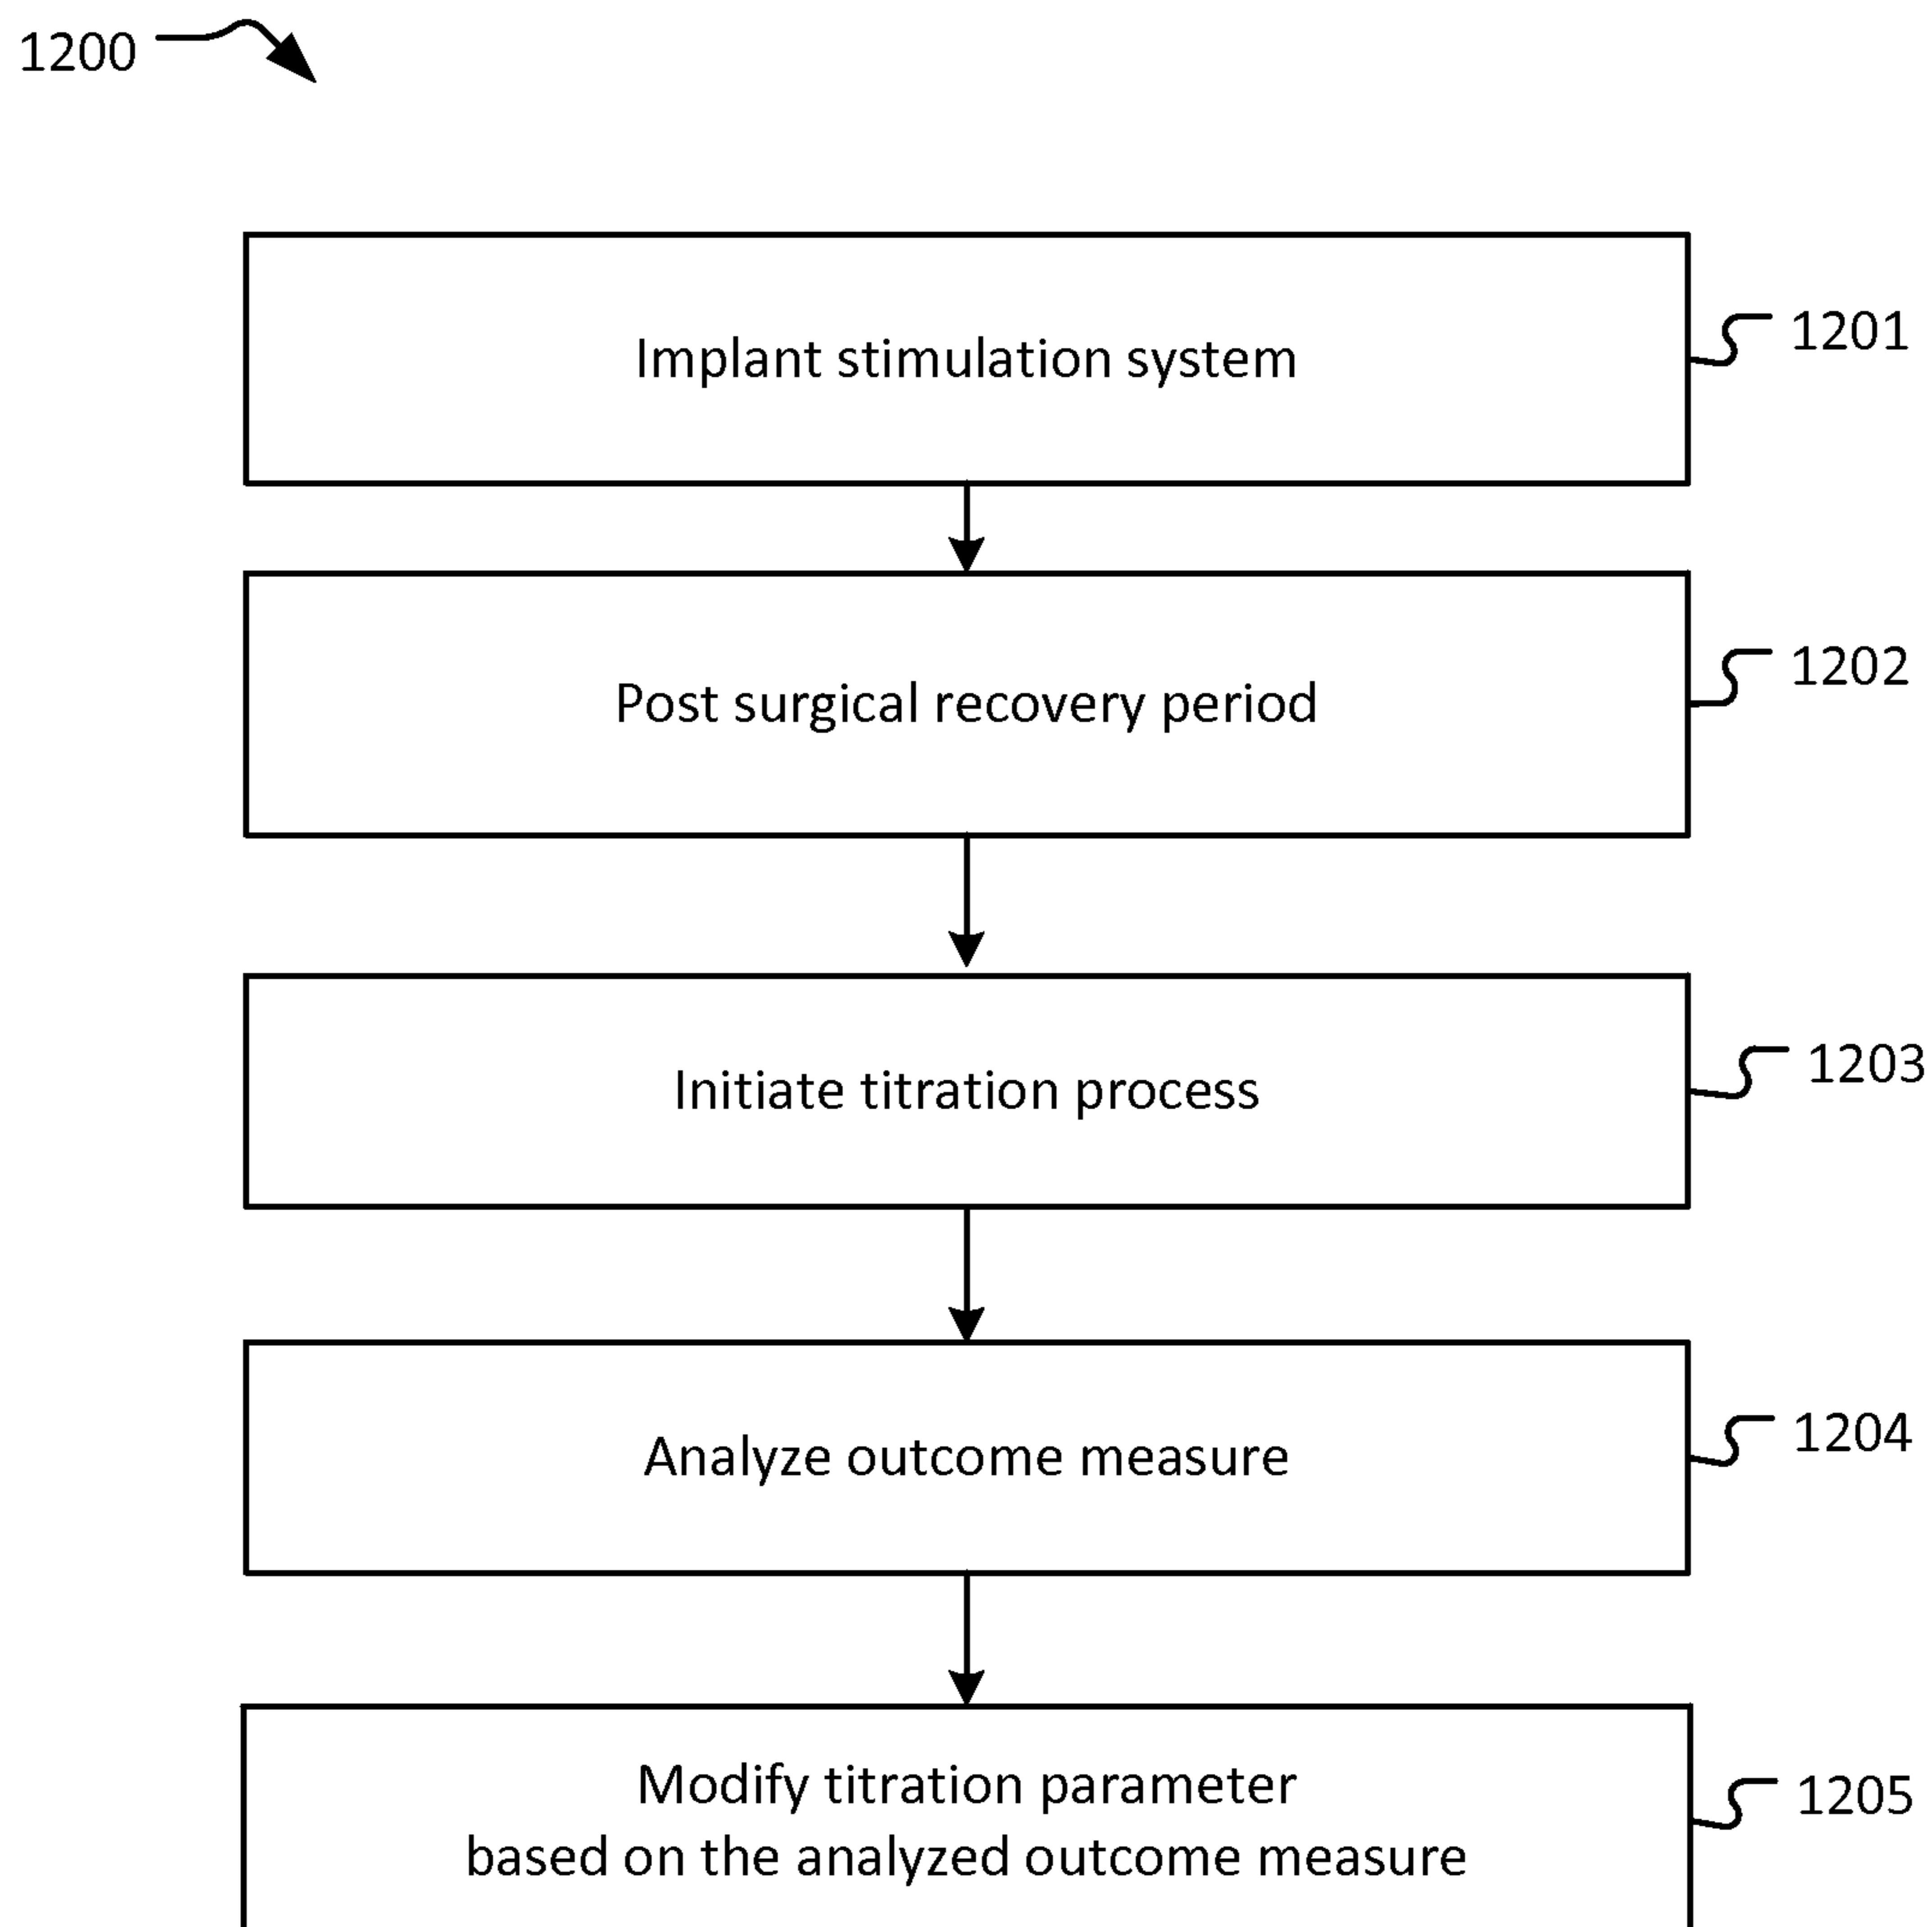 1200
Implant stimulation system
1201
Post surgical recovery period
1202
Initiate titration process
1203
Analyze outcome measure
1204
Modify titration parameter
based on the analyzed outcome measure
1205